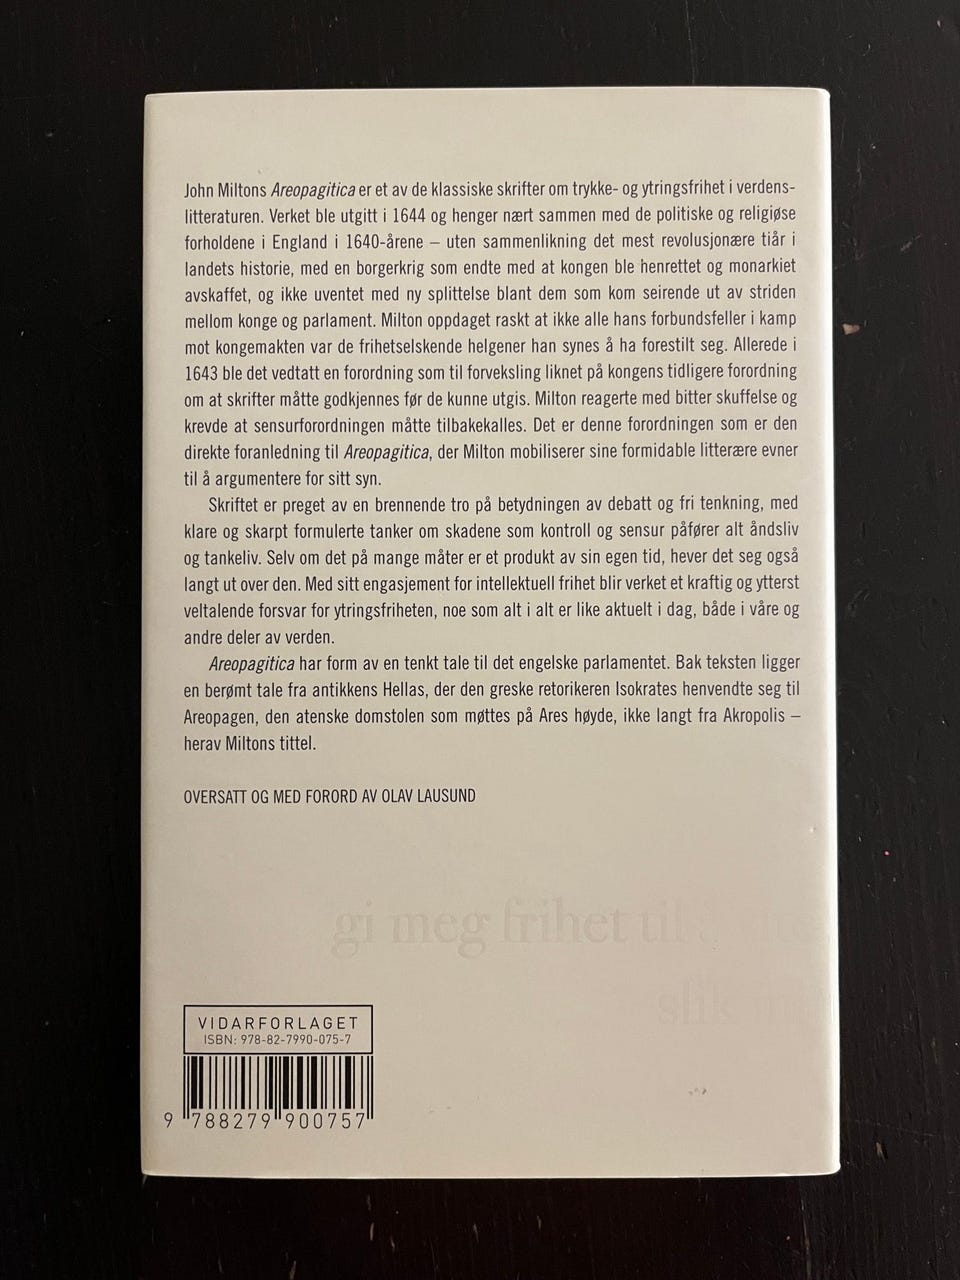 John Miltons Areopagitica er et av de klassiske skrifter om trykke- og ytringsfrihet i verdens-
litteraturen. Verket ble utgitt i 1644 og henger nært sammen med de politiske og religiøse
forholdene i England i 1640-årene – uten sammenlikning det mest revolusjonære tiår i
landets historie, med en borgerkrig som endte med at kongen ble henrettet og monarkiet
avskaffet, og ikke uventet med ny splittelse blant dem som kom seirende ut av striden
mellom konge og parlament. Milton oppdaget raskt at ikke alle hans forbundsfeller i kamp
mot kongemakten var de frihetselskende helgener han synes å ha forestilt seg. Allerede i
1643 ble det vedtatt en forordning som til forveksling liknet på kongens tidligere forordning
om at skrifter måtte godkjennes før de kunne utgis. Milton reagerte med bitter skuffelse og
krevde at sensurforordningen måtte tilbakekalles. Det er denne forordningen som er den
direkte foranledning til Areopagitica, der Milton mobiliserer sine formidable litterære evner
til å argumentere for sitt syn.
Skriftet er preget av en brennende tro på betydningen av debatt og fri tenkning, med
klare og skarpt formulerte tanker om skadene som kontroll og sensur påfører alt åndsliv
og tankeliv. Selv om det på mange måter er et produkt av sin egen tid, hever det seg også
langt ut over den. Med sitt engasjement for intellektuell frihet blir verket et kraftig og ytterst
veltalende forsvar for ytringsfriheten, noe som alt i alt er like aktuelt i dag, både i våre og
andre deler av verden.
Areopagitica har form av en tenkt tale til det engelske parlamentet. Bak teksten ligger
en berømt tale fra antikkens Hellas, der den greske retorikeren Isokrates henvendte seg til
Areopagen, den atenske domstolen som møttes på Ares høyde, ikke langt fra Akropolis –
herav Miltons tittel.
OVERSATT OG MED FORORD AV OLAV LAUSUND
gi meg frihet til
slik
VIDARFORLAGET
ISBN: 978-82-7990-075-7
9 788279 900757